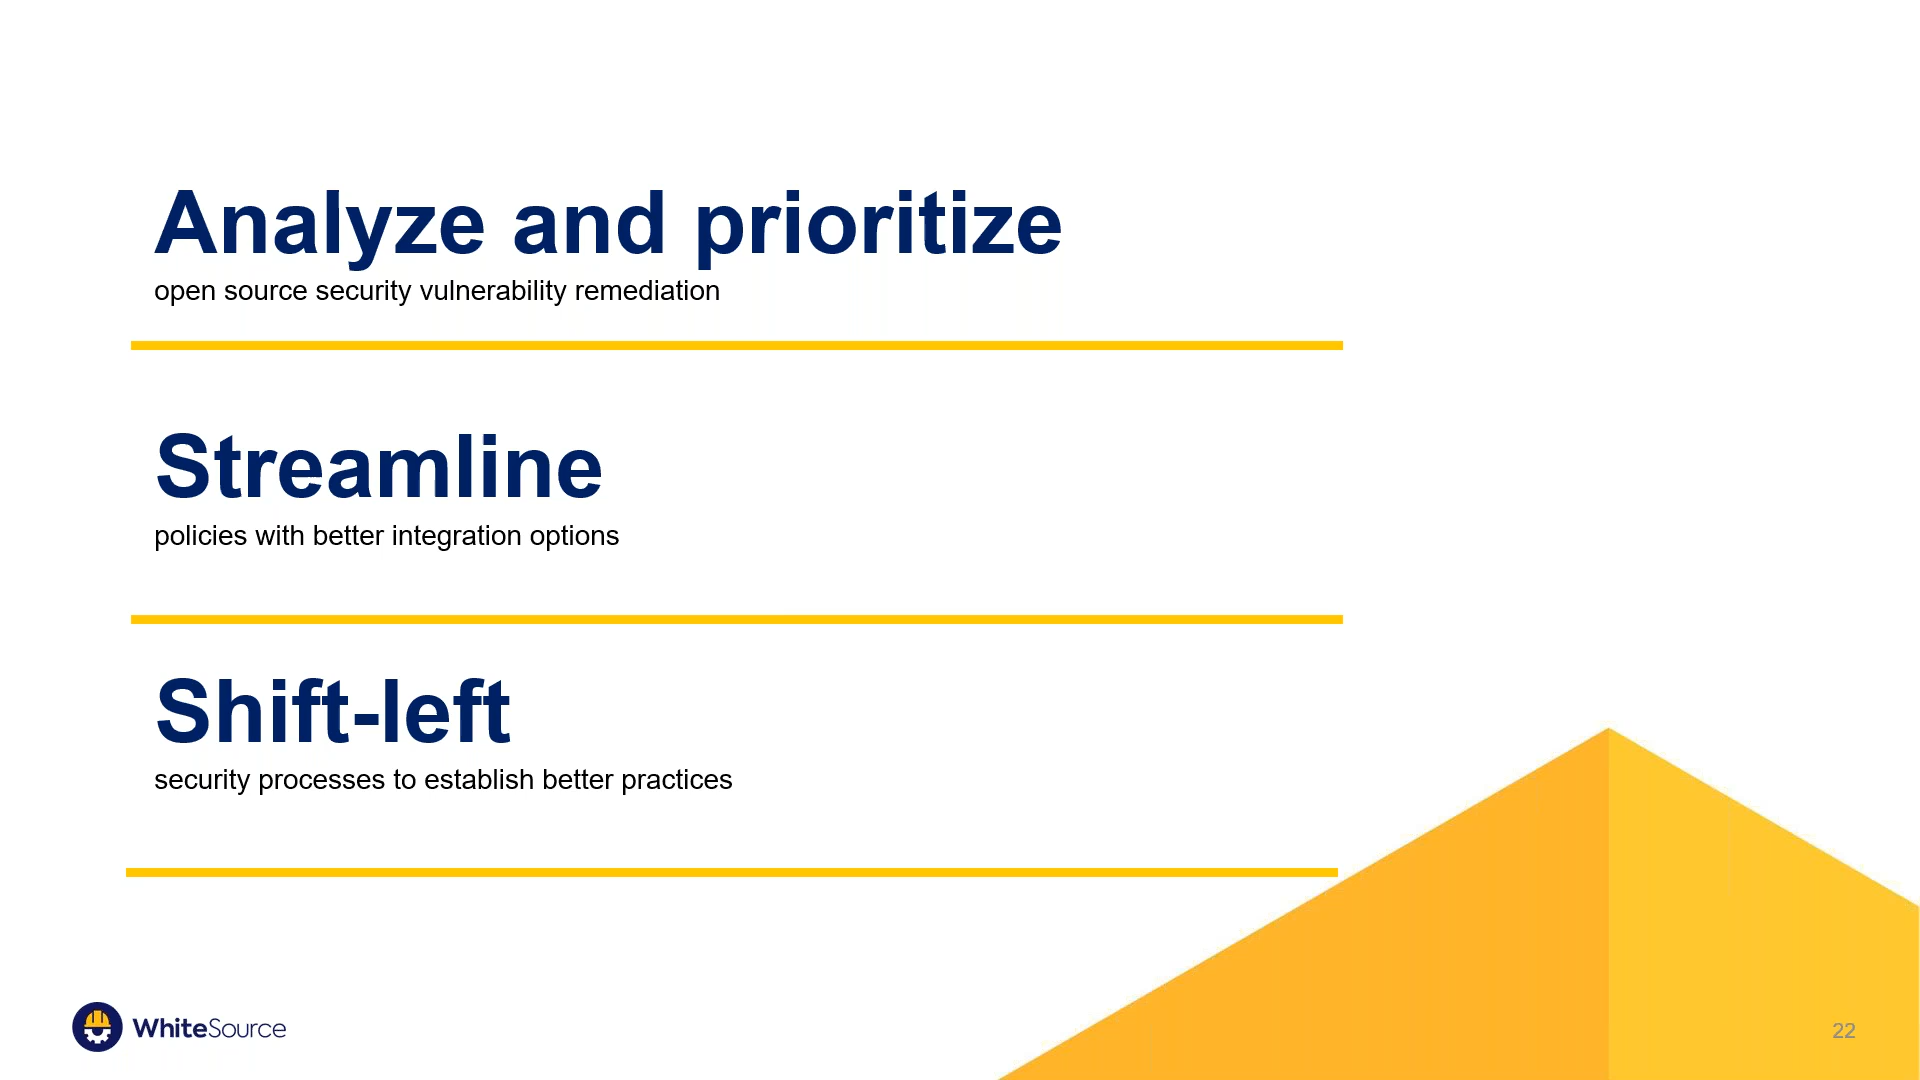 Analyze and prioritize
open source security vulnerability remediation
Streamline
policies with better integration options
Shift-left
security processes to establish better practices
WhiteSource
22